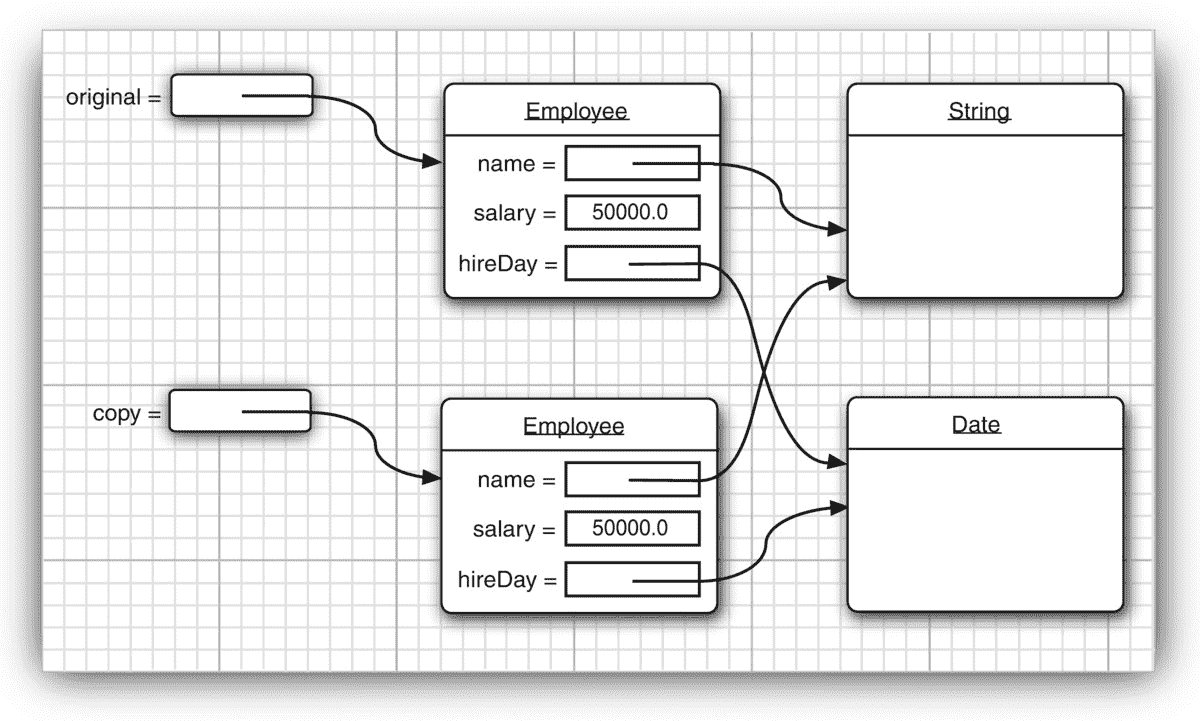 original =
Employee
name =
salary = 50000.0
hireDay =
String
copy =
Employee
name =
salary = 50000.0
hireDay =
Date